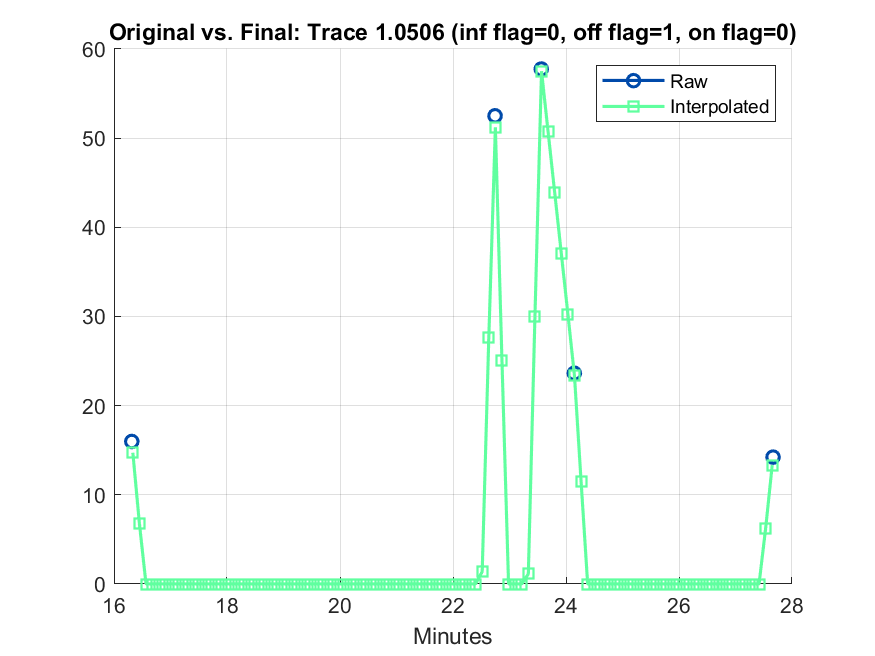 Original vs. Final: Trace 1.0506 (inf flag=0, off flag=1, on flag=0)
60
50
40
30
20
10
0
Raw
Interpolated
16 18 20 22 24 26 28
Minutes